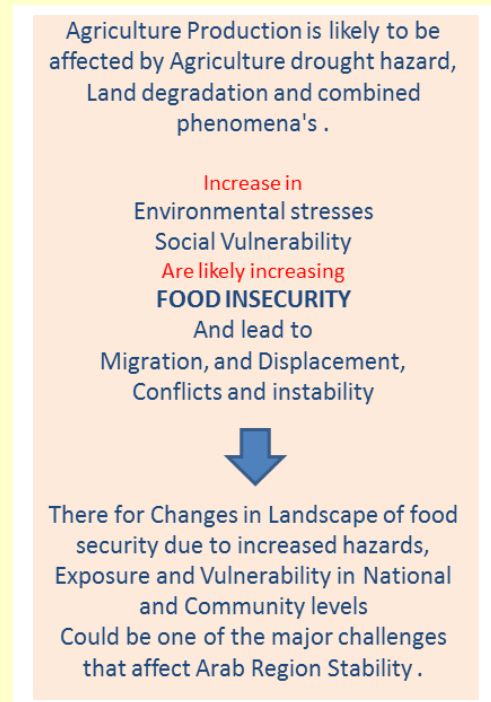 Agriculture Production is likely to be
affected by Agriculture drought hazard,
Land degradation and combined
phenomena's .
Increase in
Environmental stresses
Social Vulnerability
Are likely increasing
FOOD INSECURITY
And lead to
Migration, and Displacement,
Conflicts and instability
There for Changes in Landscape of food
security due to increased hazards,
Exposure and Vulnerability in National
and Community levels
Could be one of the major challenges
that affect Arab Region Stability .